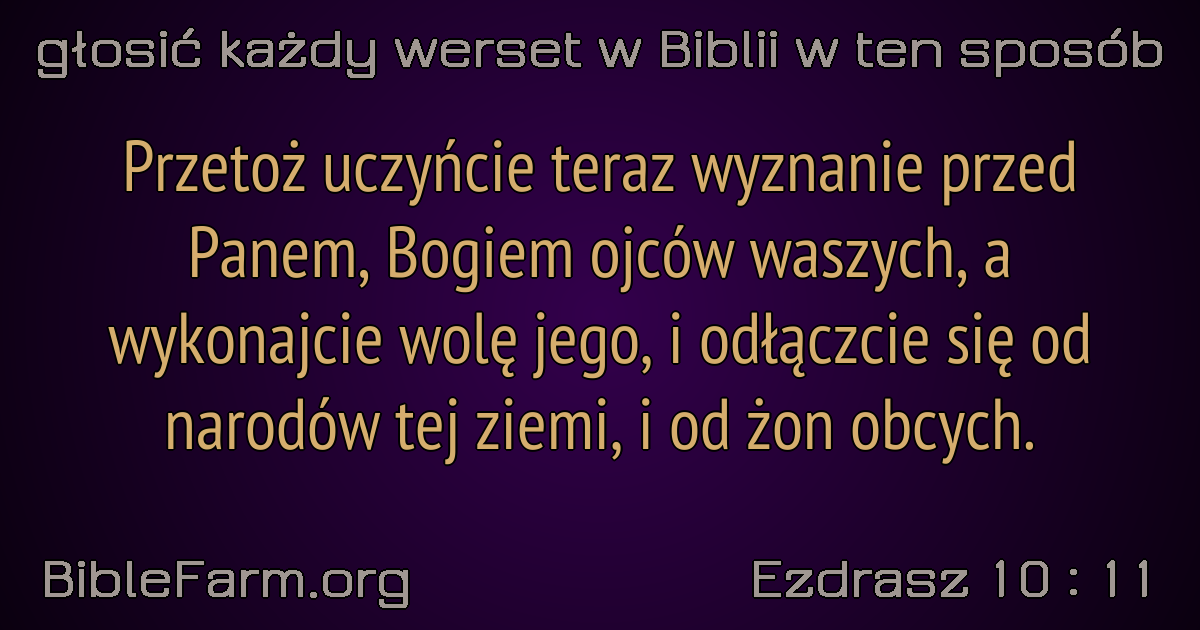 głosić każdy werset w Biblii w ten sposób
Przetoż uczyńcie teraz wyznanie przed
Panem, Bogiem ojców waszych, a
wykonajcie wolę jego, i odłączcie się od
narodów tej ziemi, i od żon obcych.
BibleFarm.org
Ezdrasz 10 : 11